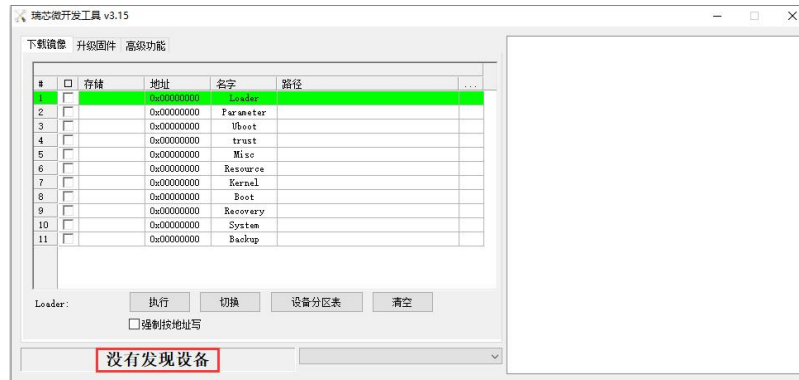 瑞芯微开发工具 v3.15
下载镜像 升级固件 高级功能
# 存储 地址 名字 路径 ...
1 0x00000000 Loader
2 0x00000000 Parameter
3 0x00000000 Uboot
4 0x00000000 trust
5 0x00000000 Misc
6 0x00000000 Resource
7 0x00000000 Kernel
8 0x00000000 Boot
9 0x00000000 Recovery
10 0x00000000 System
11 0x00000000 Backup
Loader: 执行 切换 设备分区表 清空
强制按地址写
没有发现设备